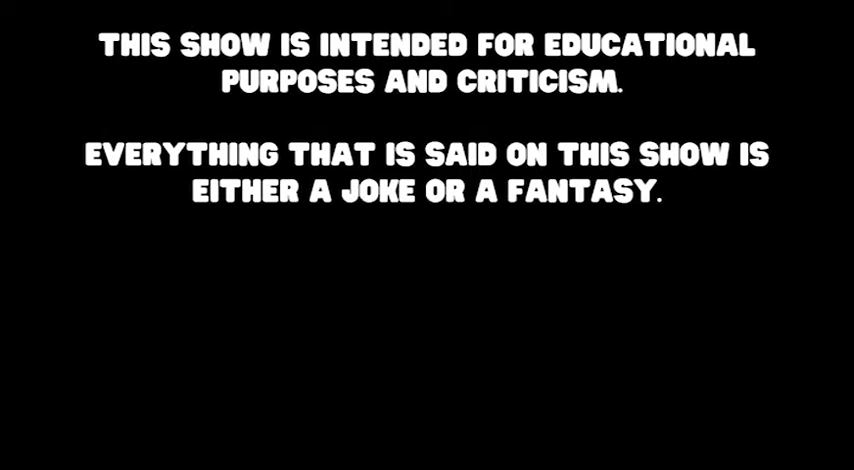 THIS SHOW IS INTENDED FOR EDUCATIONAL
PURPOSES AND CRITICISM.
EVERYTHING THAT IS SAID ON THIS SHOW IS
EITHER A JOKE OR A FANTASY.